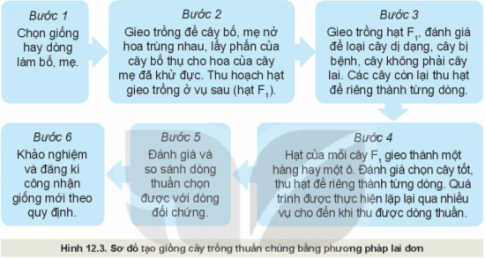 Bước 1
Chọn giống
hay dòng
làm bố, mẹ.
Bước 2
Gieo trồng để cây bố, mẹ nở
hoa trùng nhau, lấy phấn của
cây bố thụ cho hoa của cây
mẹ đã khử đực. Thu hoạch hạt
gieo trồng ở vụ sau (hạt F₁).
Bước 3
Gieo trồng hạt F₁, đánh giá
để loại cây dị dạng, cây bị
bệnh, cây không phải cây
lai. Các cây còn lại thu hạt
để riêng thành từng dòng.
Bước 4
Hạt của mỗi cây F₁ gieo thành một
hàng hay một ô. Đánh giá chọn cây tốt,
thu hạt để riêng thành từng dòng. Quá
trình được thực hiện lặp lại qua nhiều
vụ cho đến khi thu được dòng thuần.
Bước 5
Đánh giá và
so sánh dòng
thuần chọn
được với dòng
đối chứng.
Bước 6
Khảo nghiệm
và đăng kí
công nhận
giống mới theo
quy định.
Hình 12.3. Sơ đồ tạo giống cây trồng thuần chủng bằng phương pháp lai đơn